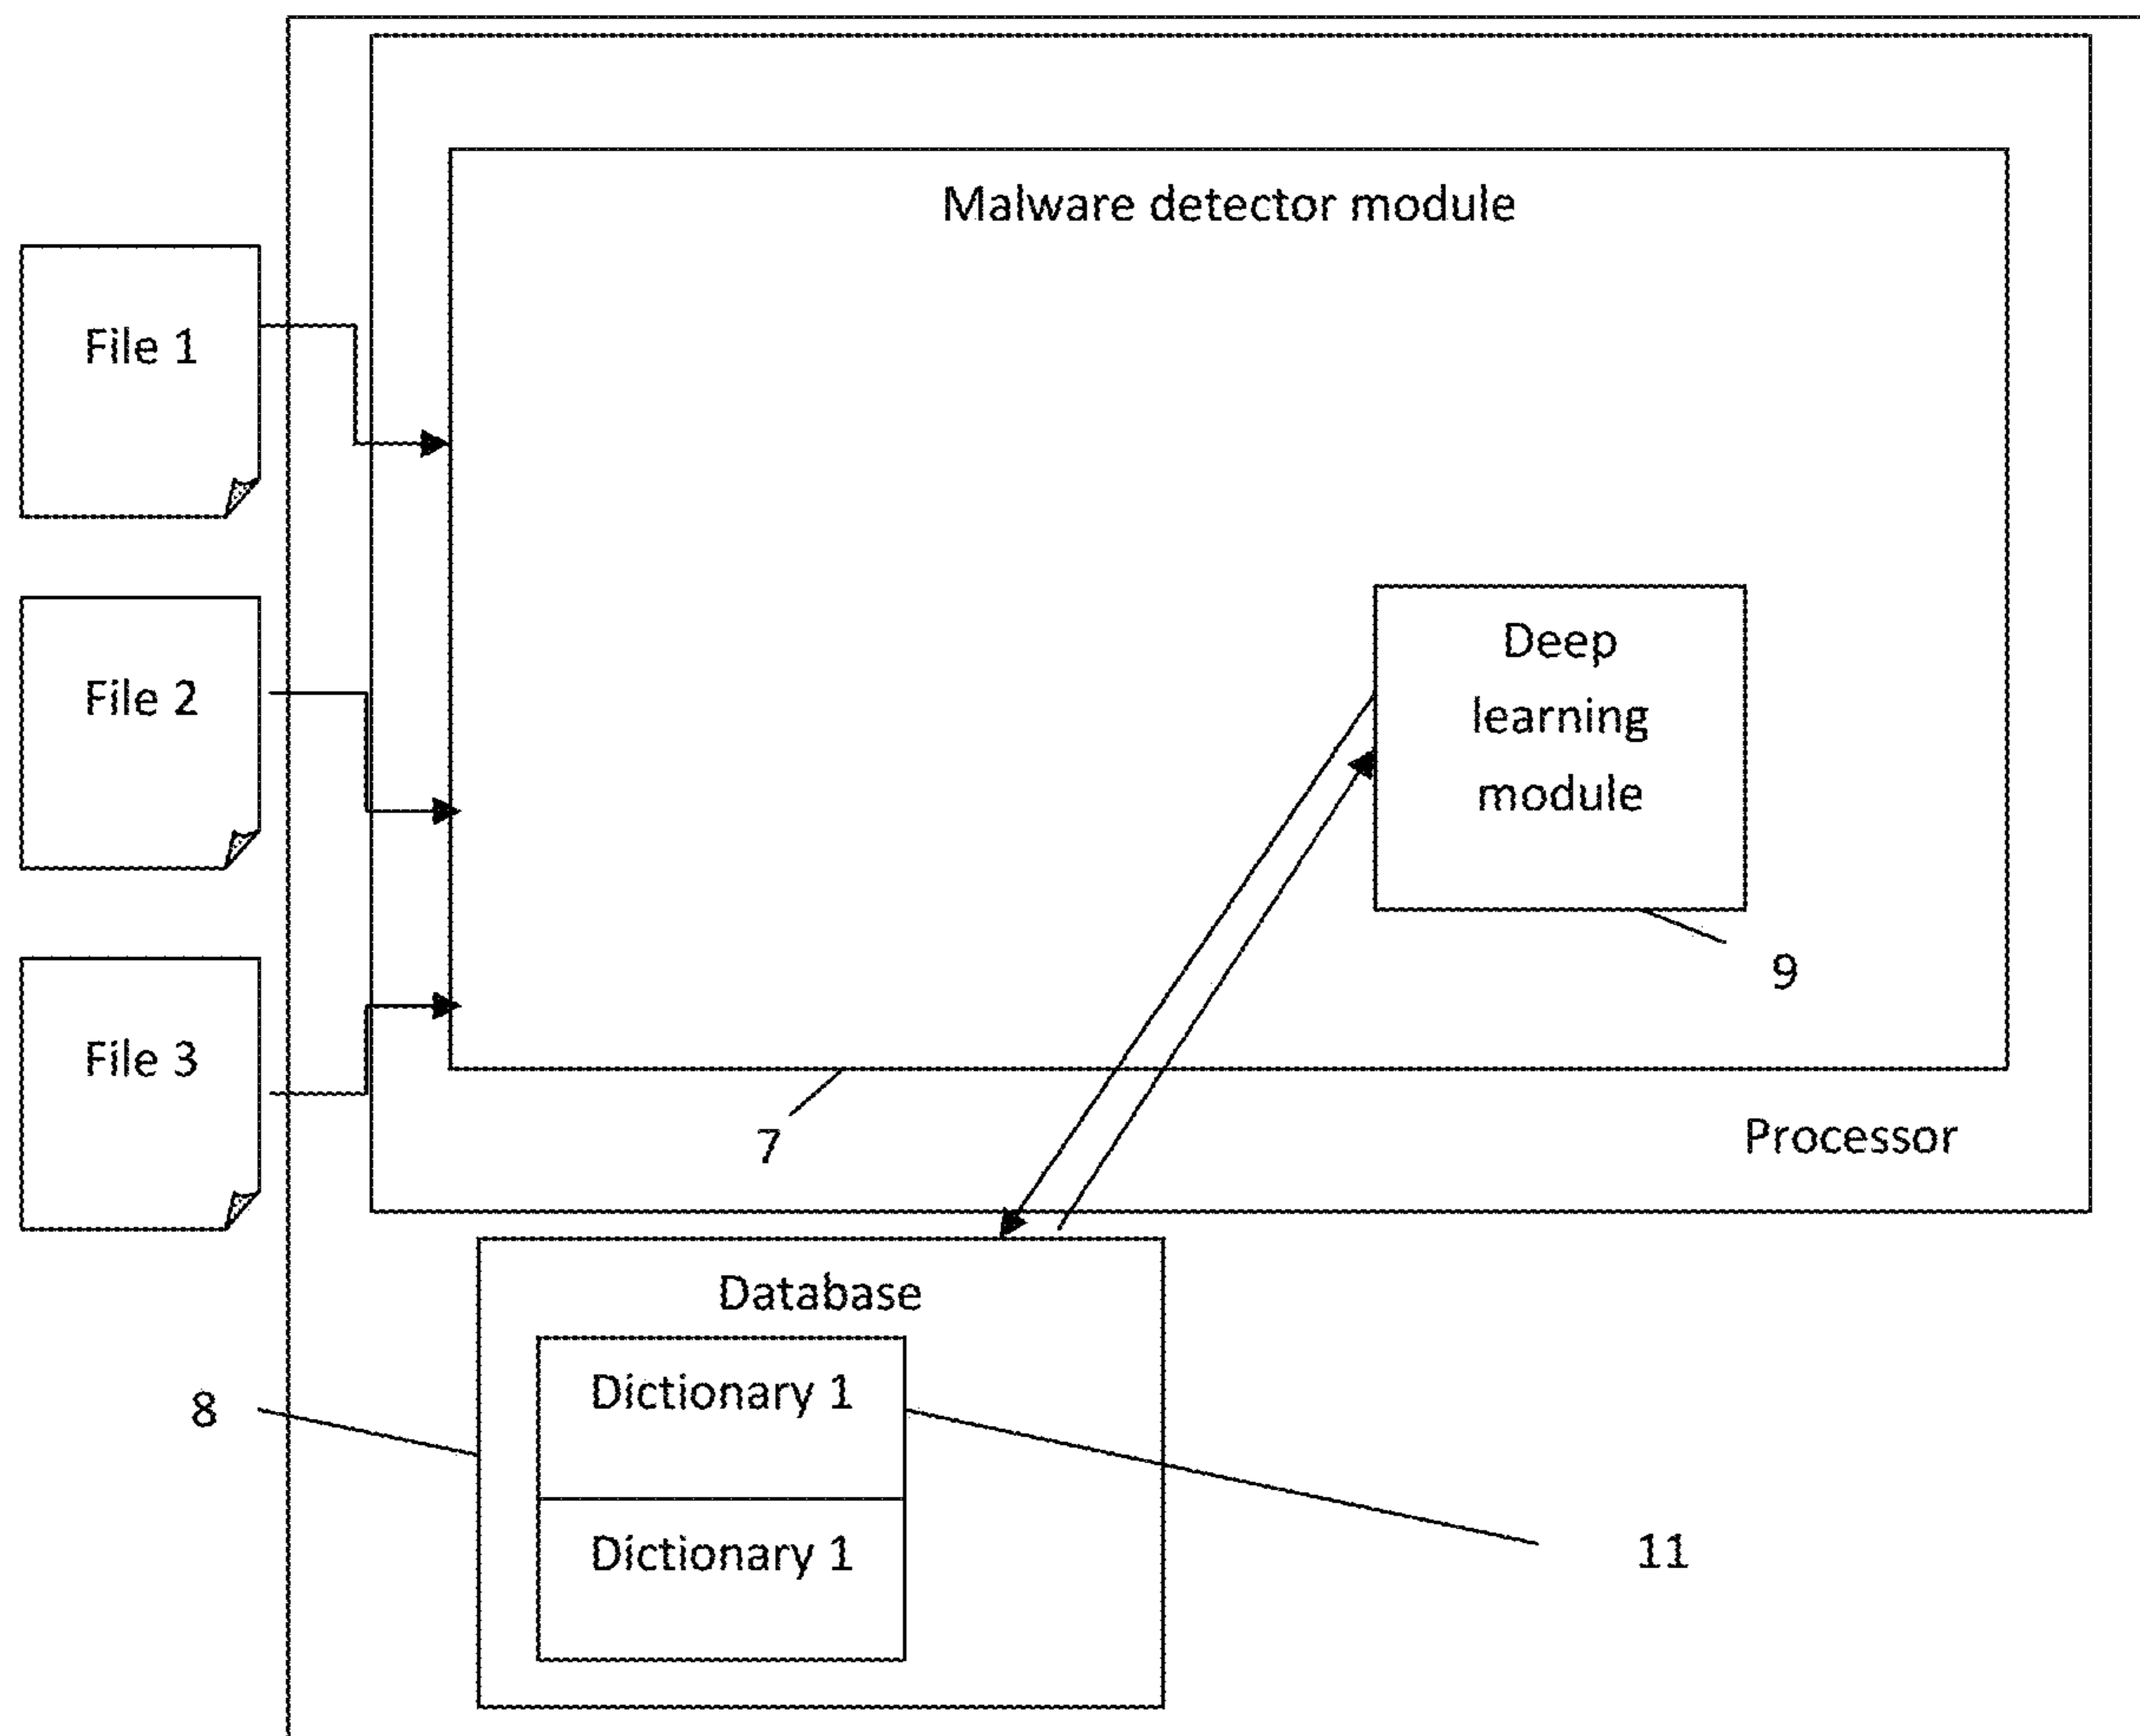 Malware detector module
File 1
File 2
Deep
learning
module
9
File 3
7
Processor
Database
Dictionary 1
8
Dictionary 1
11